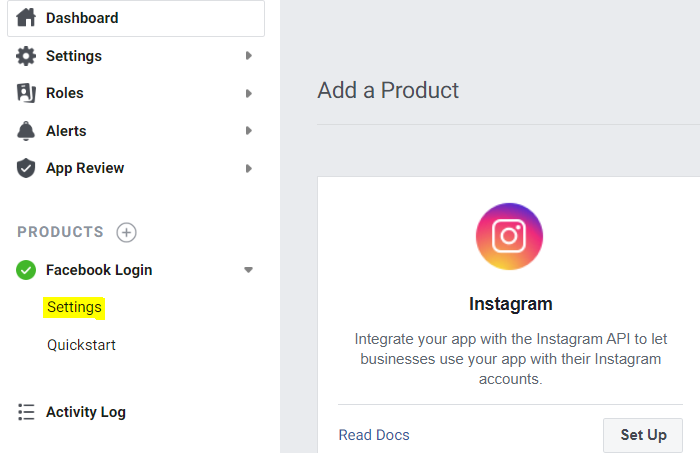 Dashboard
Settings
Roles
Alerts
App Review
PRODUCTS
Facebook Login
Settings
Quickstart
Activity Log
Add a Product
Instagram
Integrate your app with the Instagram API to let
businesses use your app with their Instagram
accounts.
Read Docs
Set Up